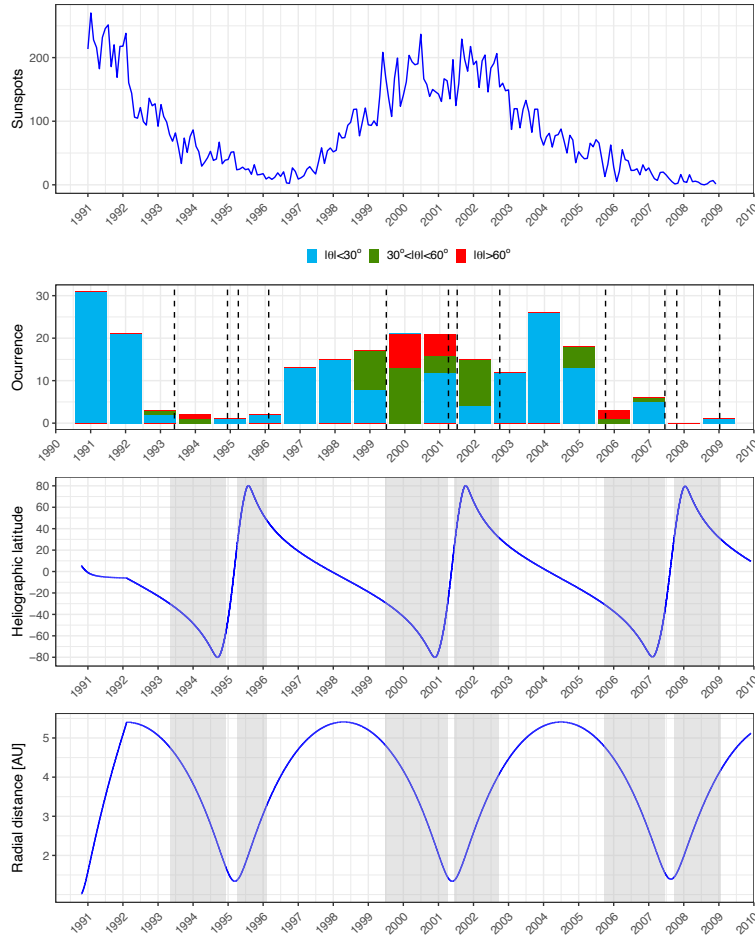 Sunspots
200
100
0
1991 1992 1993 1994 1995 1996 1997 1998 1999 2000 2001 2002 2003 2004 2005 2006 2007 2008 2009 2010
|θ|<30° 30°<|θ|<60° |θ|>60°
Ocurrence
30
20
10
0
1990 1991 1992 1993 1994 1995 1996 1997 1998 1999 2000 2001 2002 2003 2004 2005 2006 2007 2008 2009 2010
Heliographic latitude
80
60
40
20
0
−20
−40
−60
−80
1991 1992 1993 1994 1995 1996 1997 1998 1999 2000 2001 2002 2003 2004 2005 2006 2007 2008 2009 2010
Radial distance [AU]
5
4
3
2
1991 1992 1993 1994 1995 1996 1997 1998 1999 2000 2001 2002 2003 2004 2005 2006 2007 2008 2009 2010